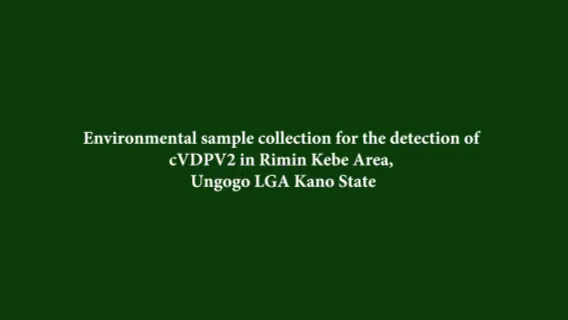 Environmental sample collection for the detection of
cVDPV2 in Rimin Kebe Area,
Ungogo LGA Kano State